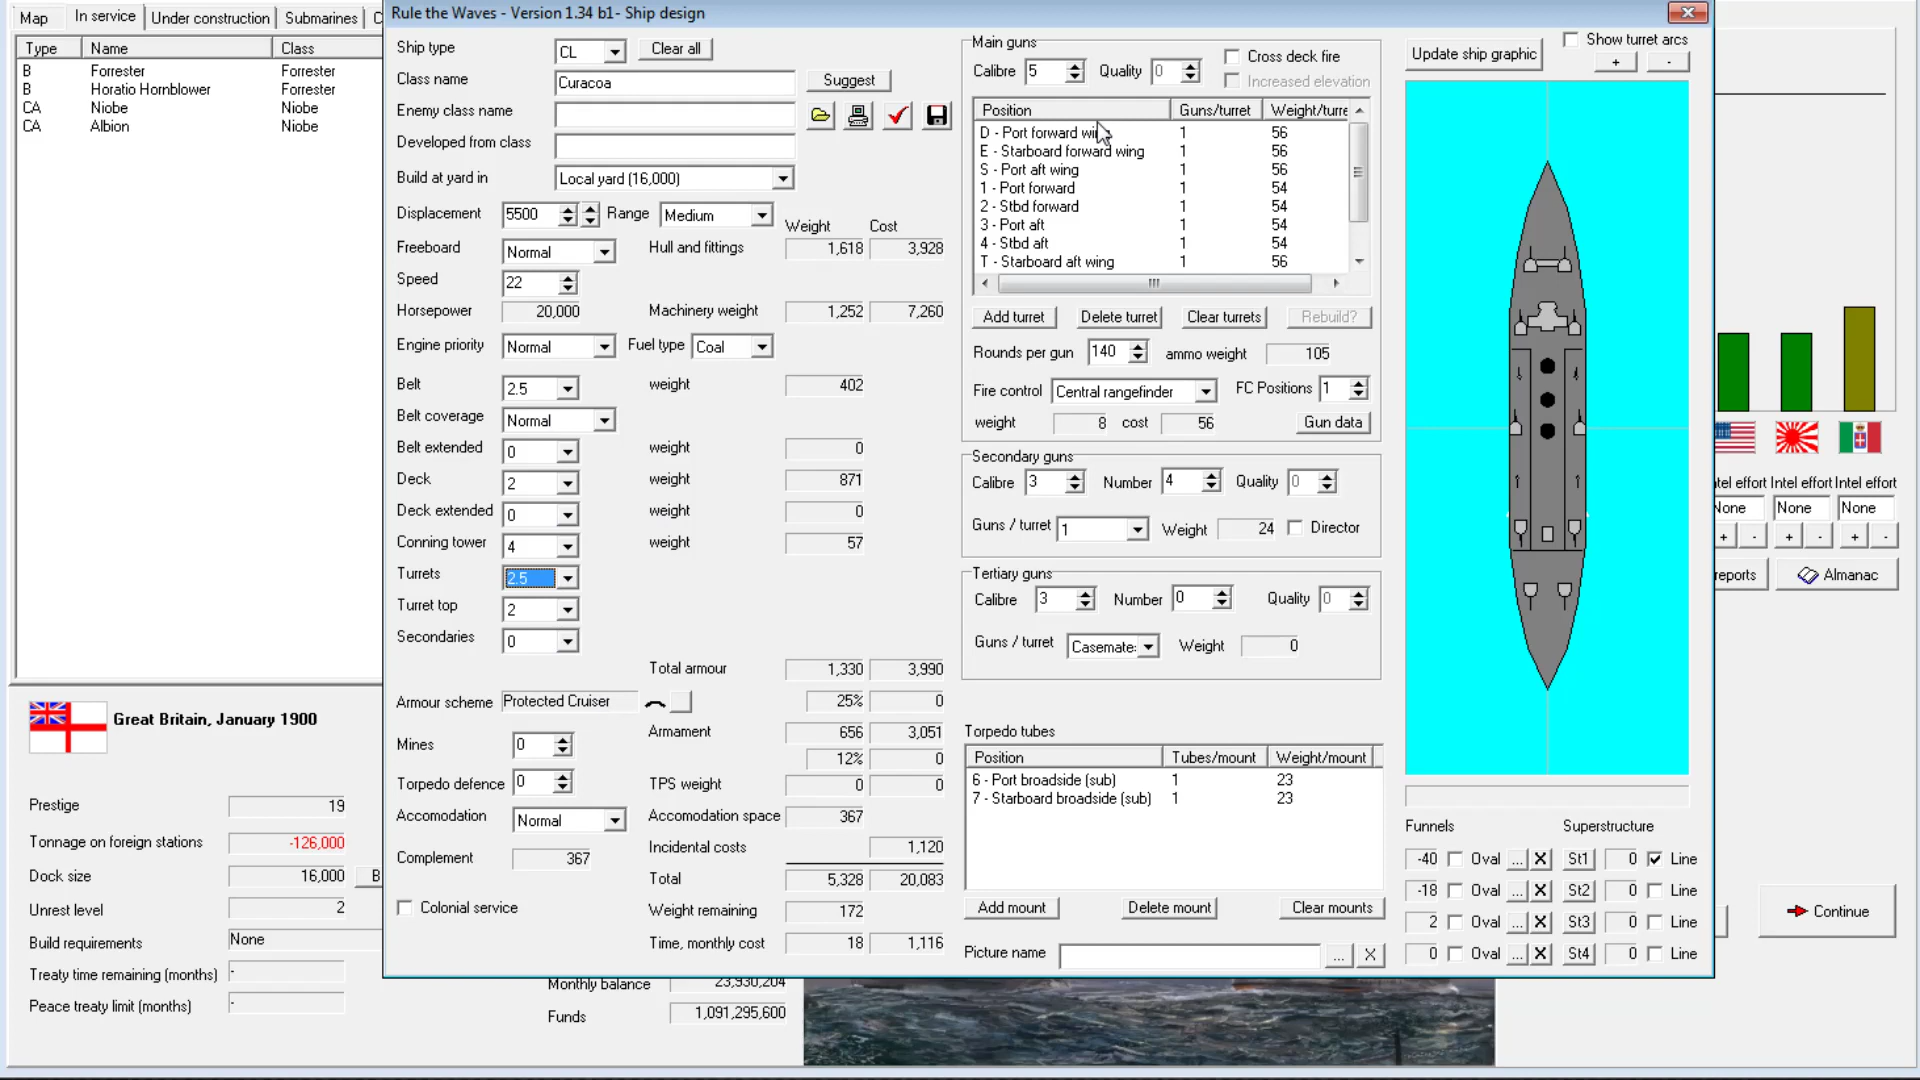 Map
In service
Under construction
Submarines
C
Type Name Class
B Forrester Forrester
B Horatio Hornblower Forrester
CA Niobe Niobe
CA Albion Niobe
Great Britain, January 1900
Prestige 19
Tonnage on foreign stations -126,000
Dock size 16,000 B
Unrest level 2
Build requirements None
Treaty time remaining (months) -
Peace treaty limit (months) -
Rule the Waves - Version 1.34 b1- Ship design
Ship type CL Clear all
Class name Curacoa Suggest
Enemy class name
Developed from class
Build at yard in Local yard (16,000)
Displacement 5500 Range Medium
Weight Cost
Freeboard Normal Hull and fittings 1,618 3,928
Speed 22
Horsepower 20,000 Machinery weight 1,252 7,260
Engine priority Normal Fuel type Coal
Belt 2.5 weight 402
Belt coverage Normal
Belt extended 0 weight 0
Deck 2 weight 871
Deck extended 0 weight 0
Conning tower 4 weight 57
Turrets 2.5
Turret top 2
Secondaries 0
Total armour 1,330 3,990
Armour scheme Protected Cruiser 25% 0
Armament 656 3,051
Mines 0 12% 0
Torpedo defence 0 TPS weight 0 0
Accomodation Normal Accomodation space 367
Incidental costs 1,120
Complement 367
Total 5,328 20,083
Colonial service Weight remaining 172
Time, monthly cost 18 1,116
Monthly balance 23,930,204
Funds 1,091,295,600
Main guns
Calibre 5 Quality 0 Cross deck fire
Increased elevation
Position Guns/turret Weight/turre
D - Port forward 1 56
E - Starboard forward wing 1 56
S - Port aft wing 1 56
1 - Port forward 1 54
2 - Stbd forward 1 54
3 - Port aft 1 54
4 - Stbd aft 1 54
T - Starboard aft wing 1 56
Add turret Delete turret Clear turrets Rebuild?
Rounds per gun 140 ammo weight 105
Fire control Central rangefinder FC Positions 1
weight 8 cost 56 Gun data
Secondary guns
Calibre 3 Number 4 Quality 0
Guns / turret 1 Weight 24 Director
Tertiary guns
Calibre 3 Number 0 Quality 0
Guns / turret Casemate: Weight 0
Torpedo tubes
Position Tubes/mount Weight/mount
6 - Port broadside (sub) 1 23
7 - Starboard broadside (sub) 1 23
Add mount Delete mount Clear mounts
Picture name ... X
Update ship graphic Show turret arcs
+ -
Funnels Superstructure
-40 Oval ... X St1 0 Line
-18 Oval ... X St2 0 Line
2 Oval ... X St3 0 Line
0 Oval ... X St4 0 Line
ntel effort Intel effort Intel effort
None None None
+ - + - + -
reports Almanac
Continue